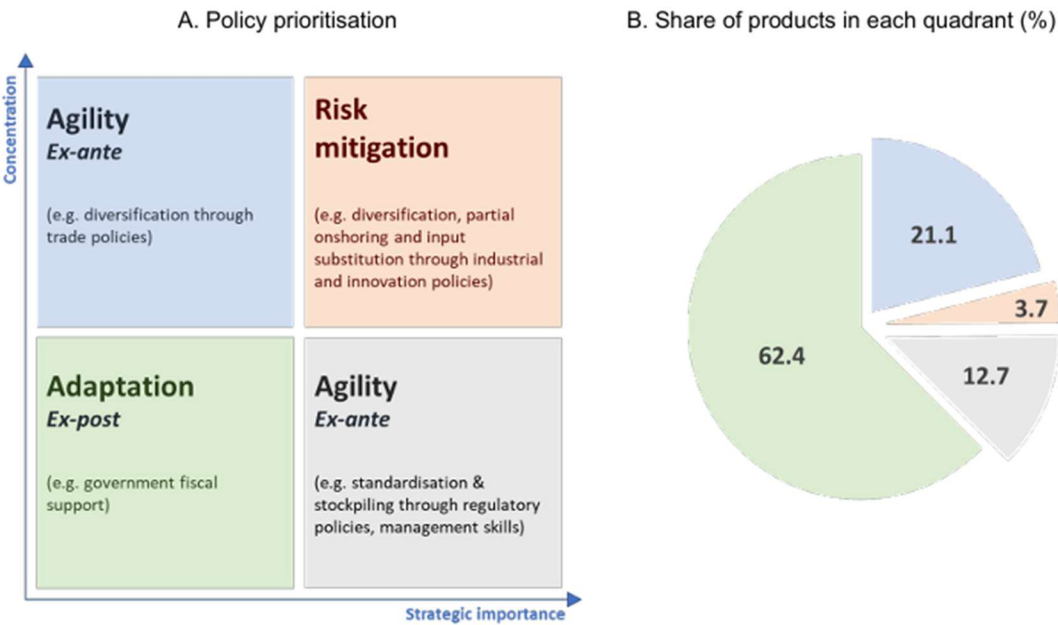 A. Policy prioritisation
B. Share of products in each quadrant (%)
Concentration
Agility
Ex-ante
(e.g. diversification through
trade policies)
Risk
mitigation
(e.g. diversification, partial
onshoring and input
substitution through industrial
and innovation policies)
Adaptation
Ex-post
(e.g. government fiscal
support)
Agility
Ex-ante
(e.g. standardisation &
stockpiling through regulatory
policies, management skills)
Strategic importance
21.1
3.7
12.7
62.4